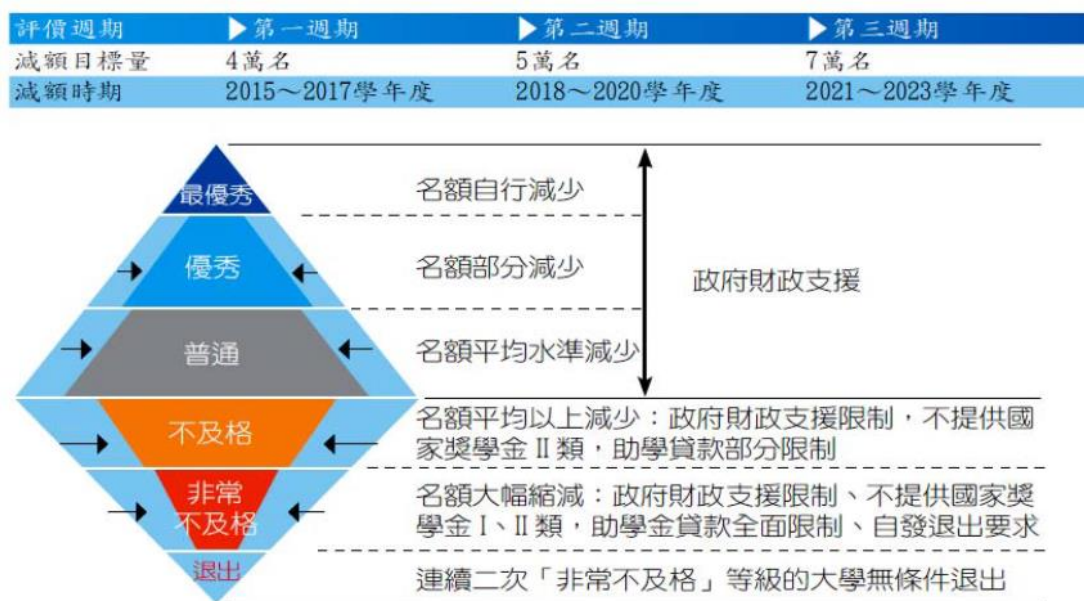 評價週期 ▶第一週期 ▶第二週期 ▶第三週期
減額目標量 4萬名 5萬名 7萬名
減額時期 2015～2017學年度 2018～2020學年度 2021～2023學年度
最優秀 名額自行減少
優秀 名額部分減少
政府財政支援
普通 名額平均水準減少
不及格 名額平均以上減少：政府財政支援限制，不提供國
家獎學金Ⅱ類，助學貸款部分限制
非常
不及格
名額大幅縮減：政府財政支援限制、不提供國家獎
學金Ⅰ、Ⅱ類，助學金貸款全面限制、自發退出要求
退出 連續二次「非常不及格」等級的大學無條件退出